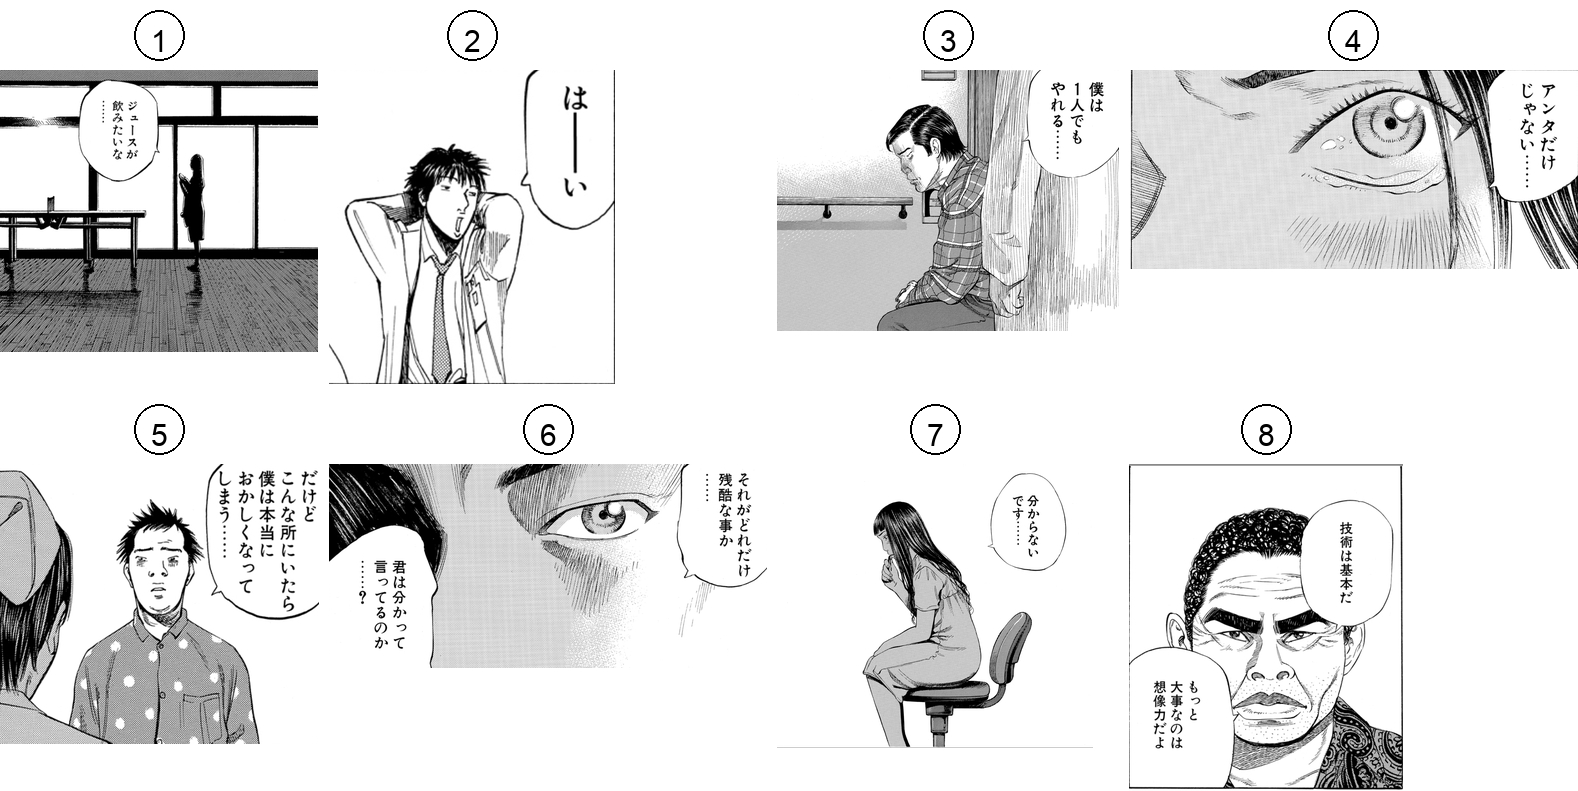 1
ジュースが
飲みたいな
……
2
はーい
3
僕は
1人でも
やれる……
4
アンタだけ
じゃない……
5
だけど
こんな所にいたら
僕は本当に
おかしくなって
しまう……
6
それがどれだけ
残酷な事か
……
君は分かって
言ってるのか
……?
7
分からない
です……
8
技術は基本だ
もっと
大事なのは
想像力だよ